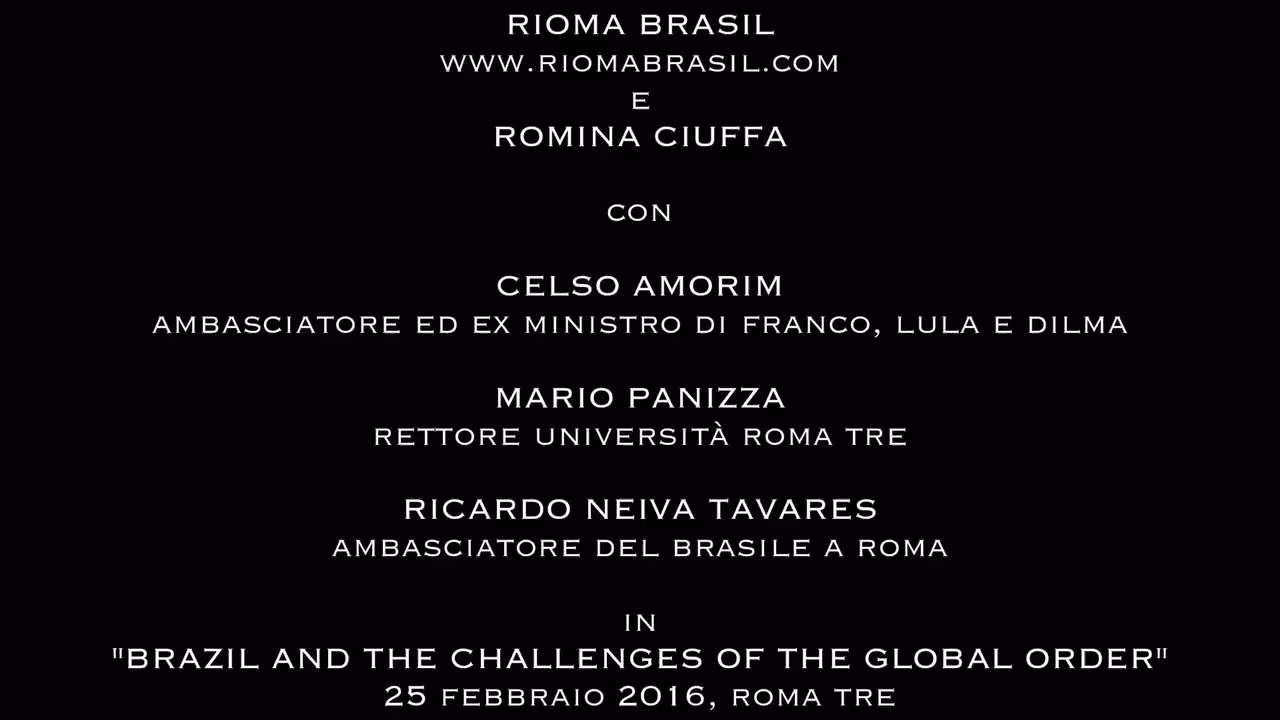 RIOMA BRASIL
WWW.RIOMABRASIL.COM
E
ROMINA CIUFFA
CON
CELSO AMORIM
AMBASCIATORE ED EX MINISTRO DI FRANCO, LULA E DILMA
MARIO PANIZZA
RETTORE UNIVERSITÀ ROMA TRE
RICARDO NEIVA TAVARES
AMBASCIATORE DEL BRASILE A ROMA
IN
"BRAZIL AND THE CHALLENGES OF THE GLOBAL ORDER"
25 FEBBRAIO 2016, ROMA TRE